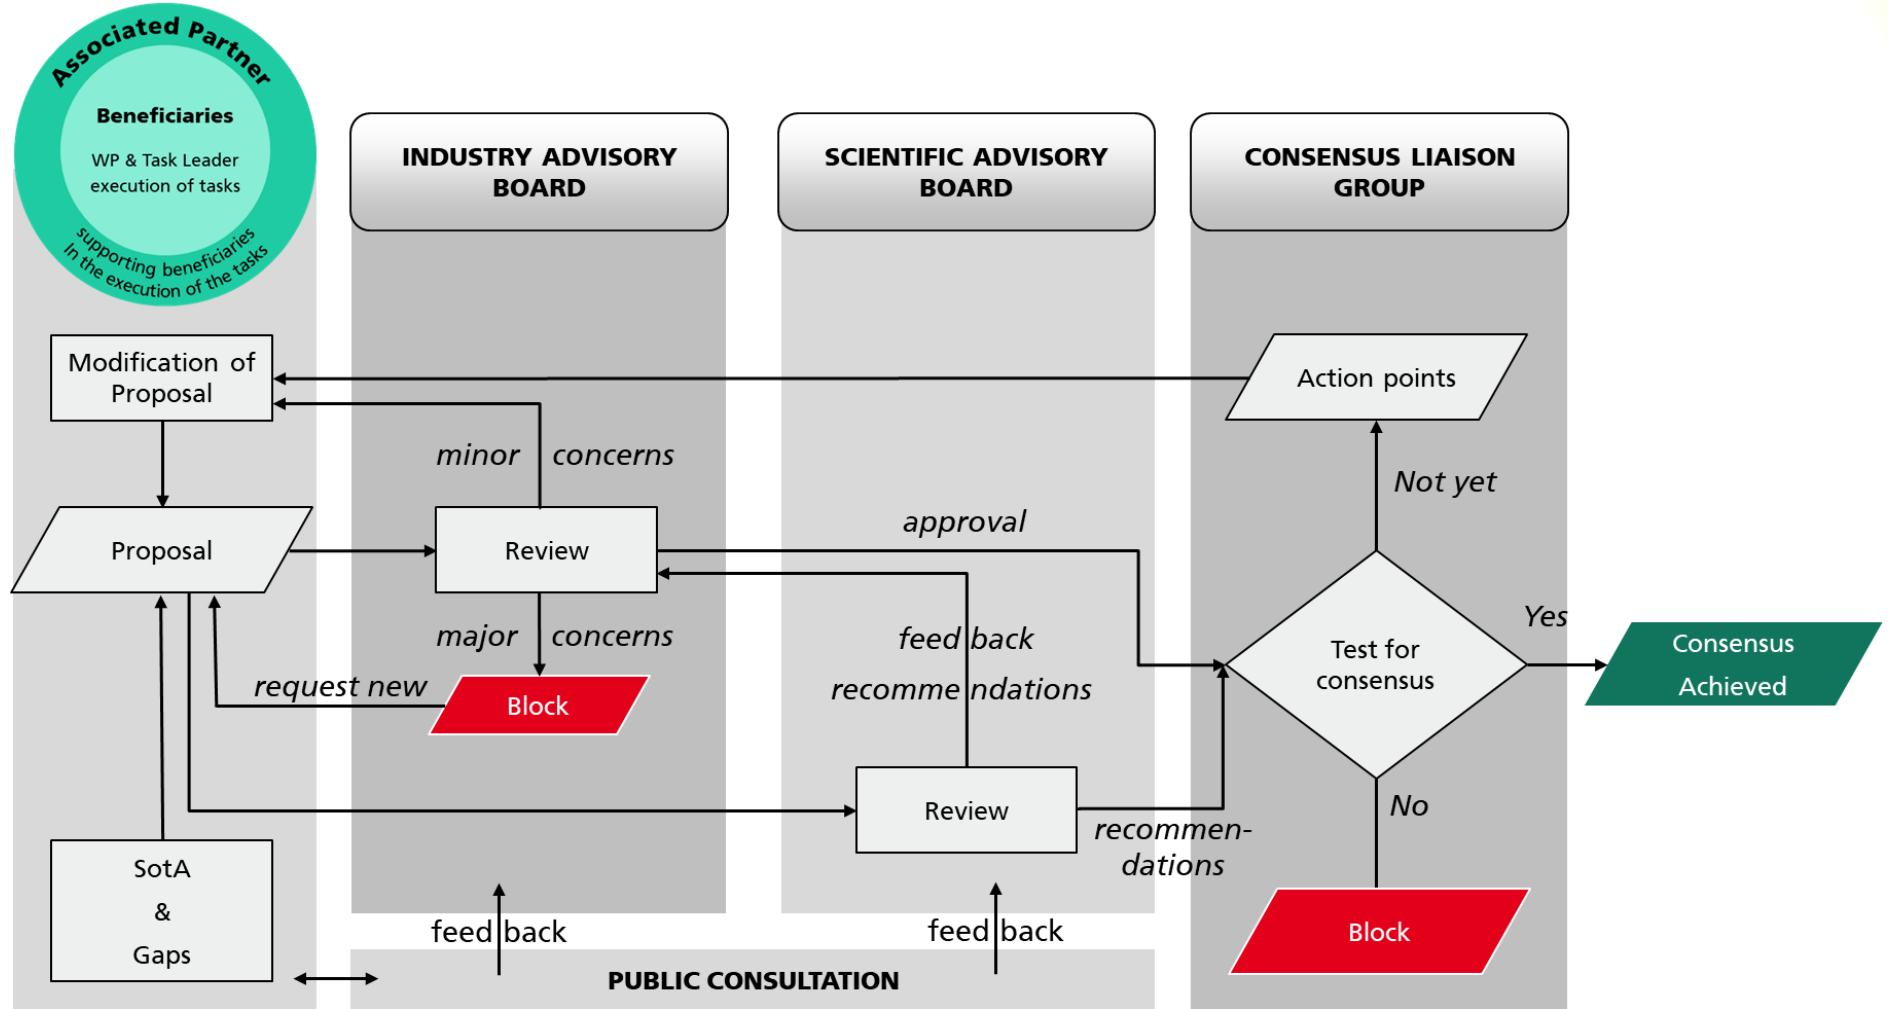 Associated Partner
Beneficiaries
WP & Task Leader
execution of tasks
supporting beneficiaries
In the execution of the tasks
INDUSTRY ADVISORY
BOARD
SCIENTIFIC ADVISORY
BOARD
CONSENSUS LIAISON
GROUP
Modification of
Proposal
Action points
minor concerns
Not yet
approval
Proposal
Review
Yes
major concerns
feed back
Test for
consensus
Consensus
Achieved
request new
recomme ndations
Block
No
Review
recommen-
dations
SotA
&
Gaps
feed back
feed back
Block
PUBLIC CONSULTATION